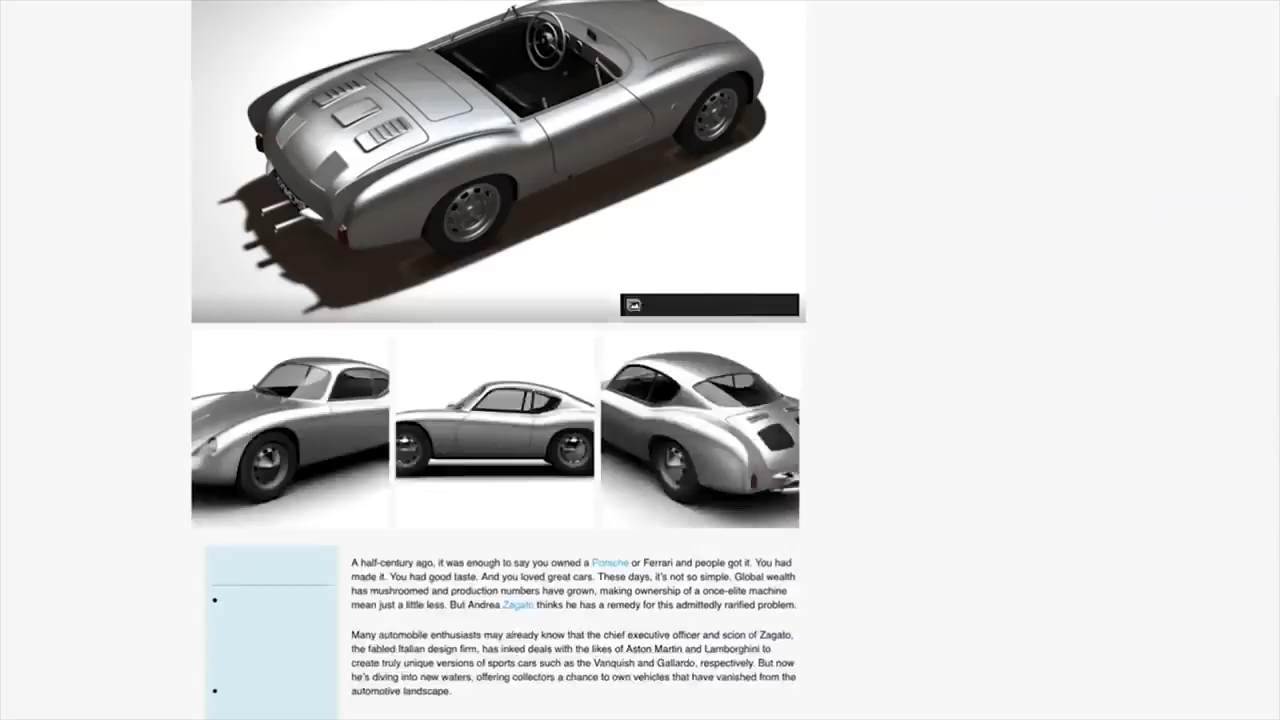 A half-century ago, it was enough to say you owned a Porsche or Ferrari and people got it. You had
made it. You had good taste. And you loved great cars. These days, it's not so simple. Global wealth
has mushroomed and production numbers have grown, making ownership of a once-elite machine
mean just a little less. But Andrea Zagato thinks he has a remedy for this admittedly rarified problem.
Many automobile enthusiasts may already know that the chief executive officer and scion of Zagato,
the fabled Italian design firm, has inked deals with the likes of Aston Martin and Lamborghini to
create truly unique versions of sports cars such as the Vanquish and Gallardo, respectively. But now
he's diving into new waters, offering collectors a chance to own vehicles that have vanished from the
automotive landscape.